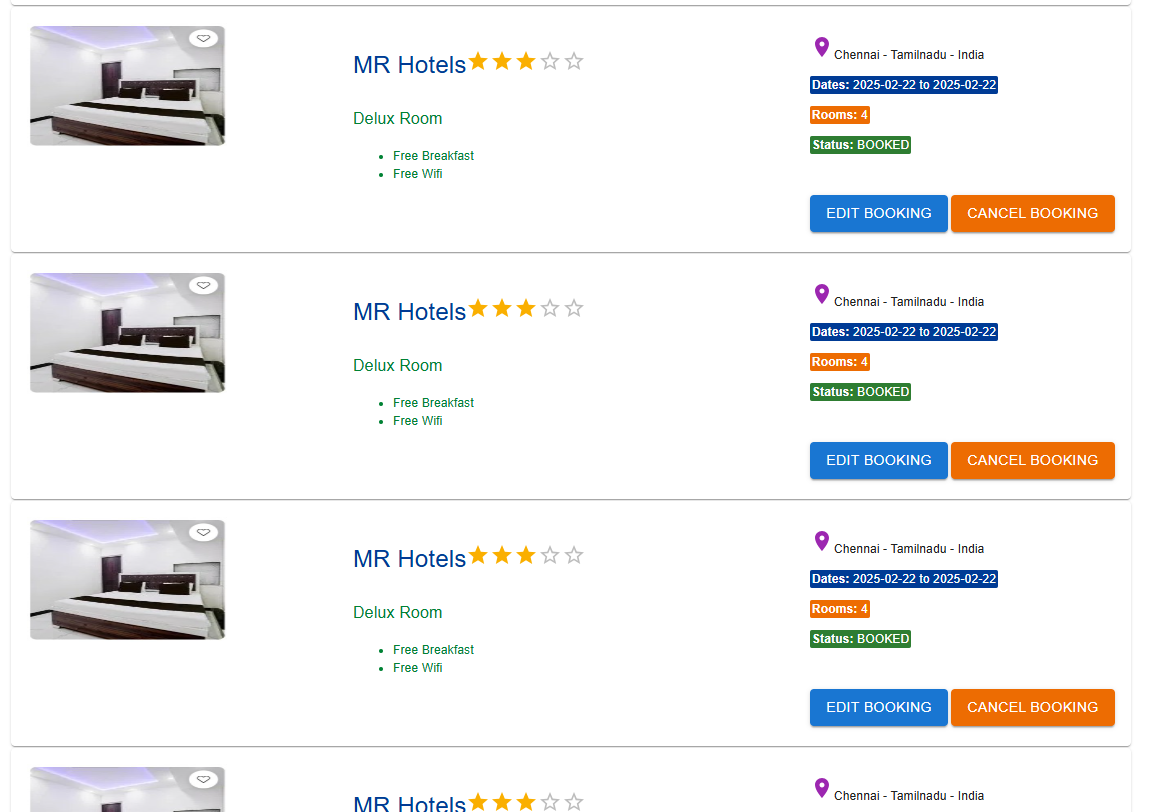 MR Hotels
Chennai - Tamilnadu - India
Delux Room
Dates: 2025-02-22 to 2025-02-22
Rooms: 4
Free Breakfast
Status: BOOKED
Free Wifi
EDIT BOOKING CANCEL BOOKING
MR Hotels
Chennai - Tamilnadu - India
Delux Room
Dates: 2025-02-22 to 2025-02-22
Rooms: 4
Free Breakfast
Status: BOOKED
Free Wifi
EDIT BOOKING CANCEL BOOKING
MR Hotels
Chennai - Tamilnadu - India
Delux Room
Dates: 2025-02-22 to 2025-02-22
Rooms: 4
Free Breakfast
Status: BOOKED
Free Wifi
EDIT BOOKING CANCEL BOOKING
MR Hotels
Chennai - Tamilnadu - India